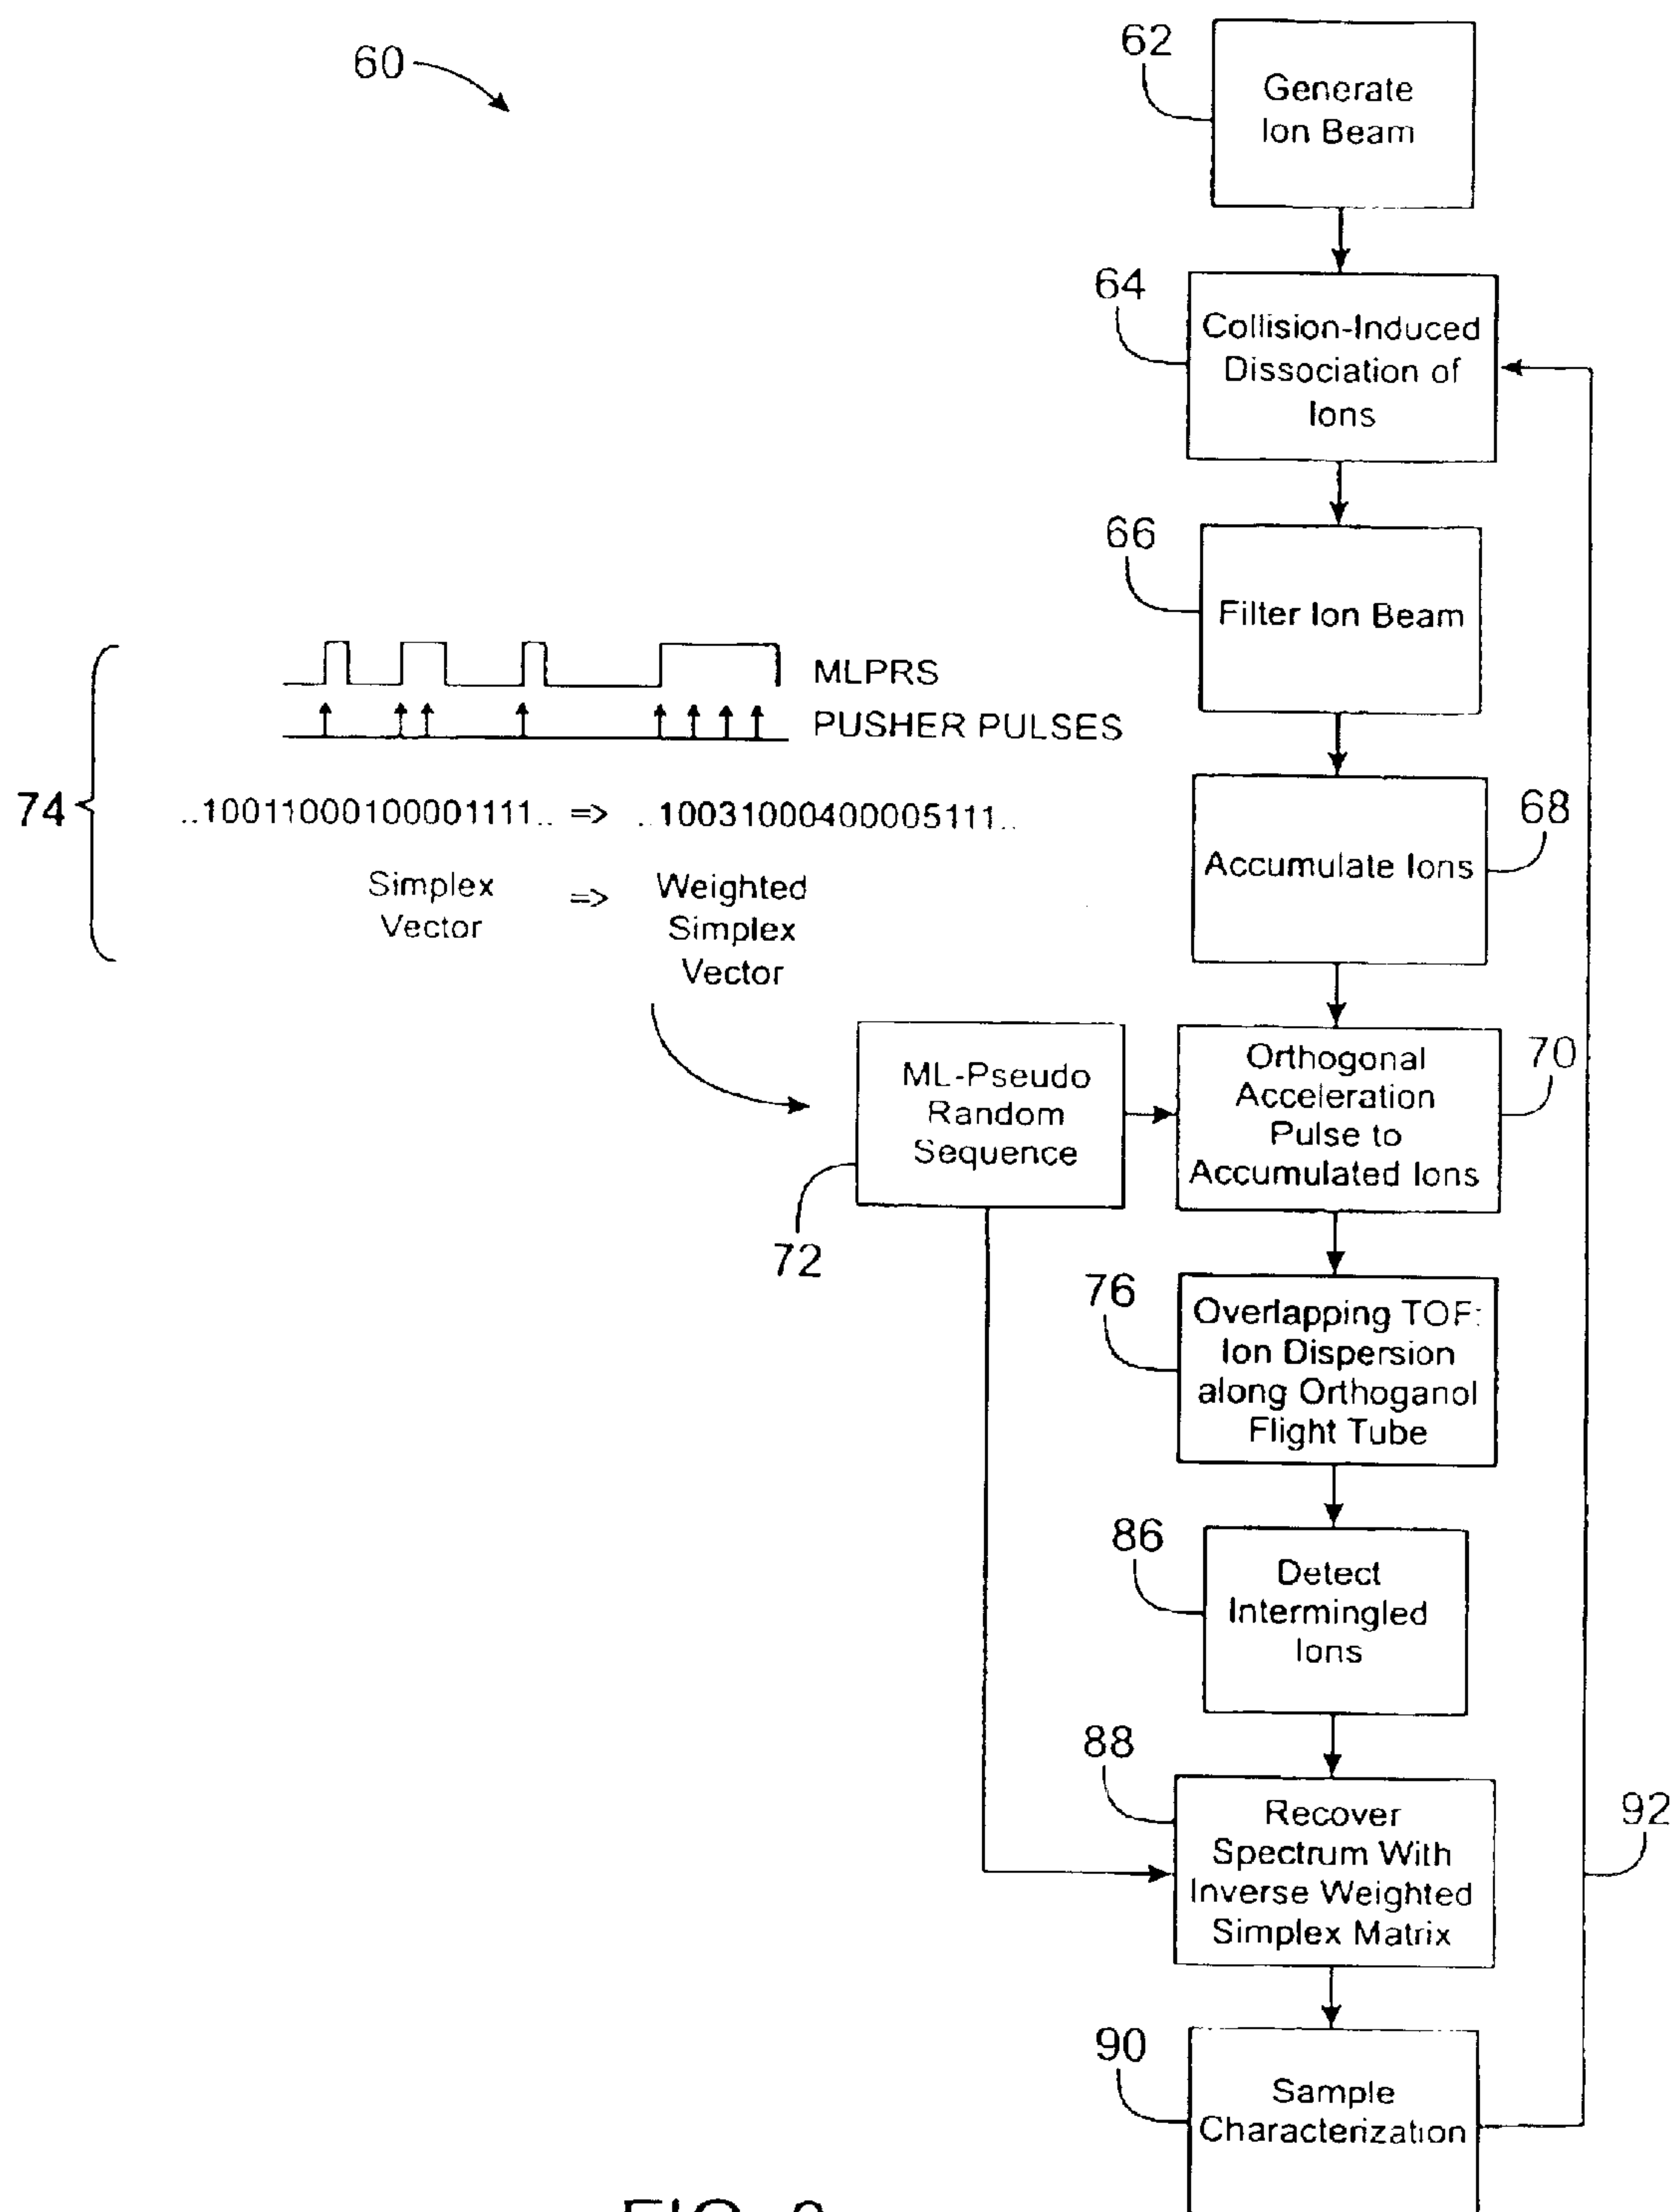 60
62
Generate
Ion Beam
64
Collision-Induced
Dissociation of
Ions
66
Filter Ion Beam
MLPRS
PUSHER PULSES
74
..10011000100001111.. => ..10031000400005111..
Simplex
Vector
=>
Weighted
Simplex
Vector
68
Accumulate Ions
ML-Pseudo
Random
Sequence
72
70
Orthogonal
Acceleration
Pulse to
Accumulated Ions
76
Overlapping TOF:
Ion Dispersion
along Orthoganol
Flight Tube
86
Detect
Intermingled
Ions
88
Recover
Spectrum With
Inverse Weighted
Simplex Matrix
92
90
Sample
Characterization
FIG.